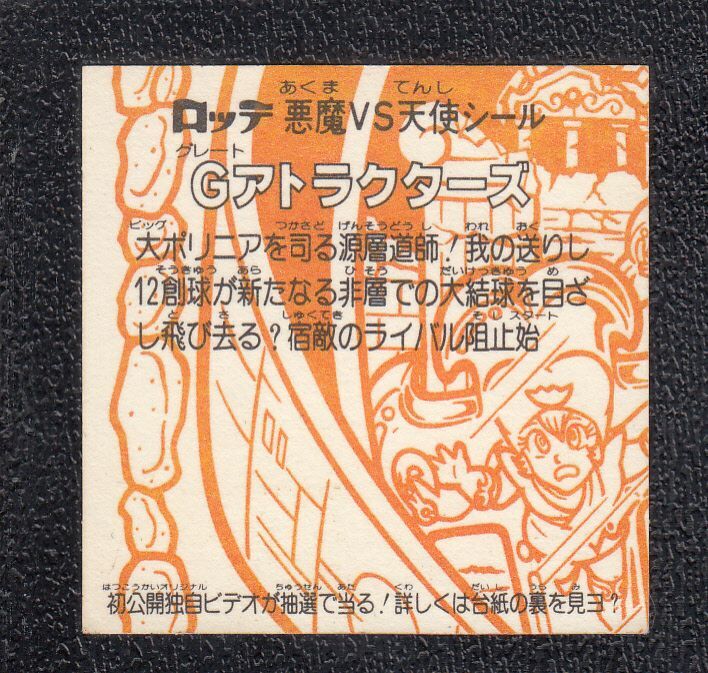 あくま てんし
ロッテ 悪魔VS天使シール
グレート
Gアトラクターズ
ビッグ つかさど げんそうどうし われ おく
大ポリニアを司る源層道師！我の送りし
そうきゅう あら ひそう だいけっきゅう め
12創球が新たなる非層での大結球を目ざ
と さ しゅくてき そ スタート
し飛び去る？宿敵のライバル阻止始
はつこうかいオリジナル ちゅうせん あた くわ だいし うら み
初公開独自ビデオが抽選で当る！詳しくは台紙の裏を見ヨ？